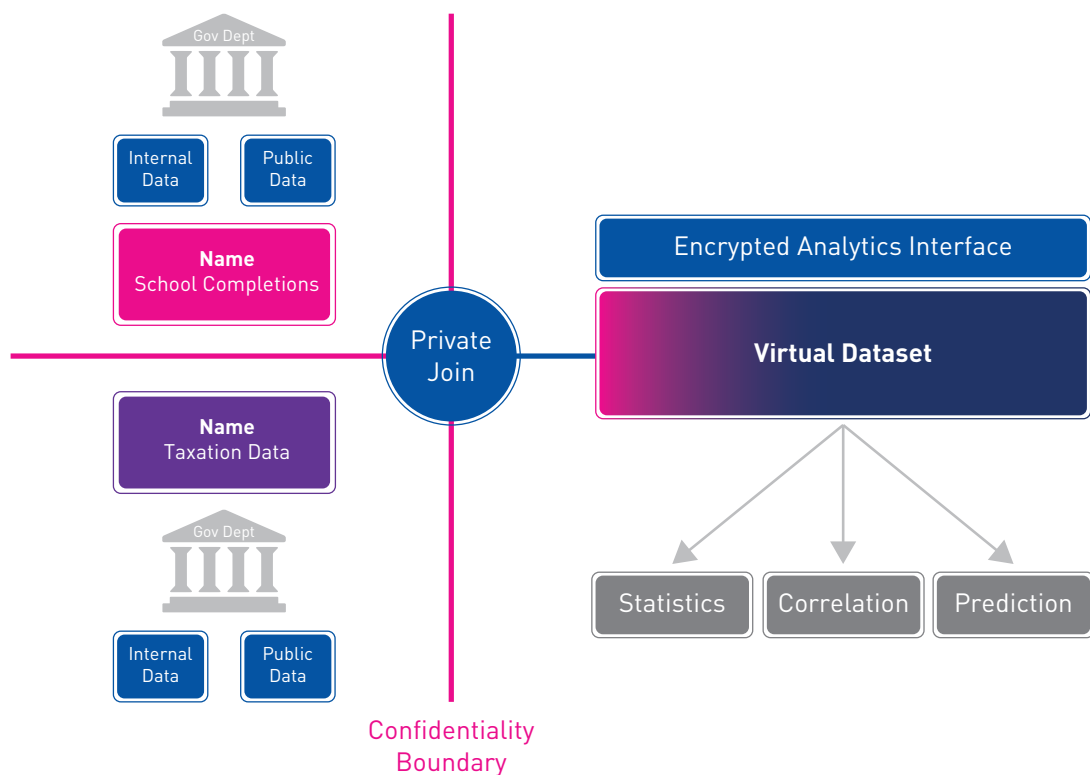 Gov Dept
Internal
Data
Public
Data
Name
School Completions
Private
Join
Name
Taxation Data
Gov Dept
Internal
Data
Public
Data
Confidentiality
Boundary
Encrypted Analytics Interface
Virtual Dataset
Statistics
Correlation
Prediction